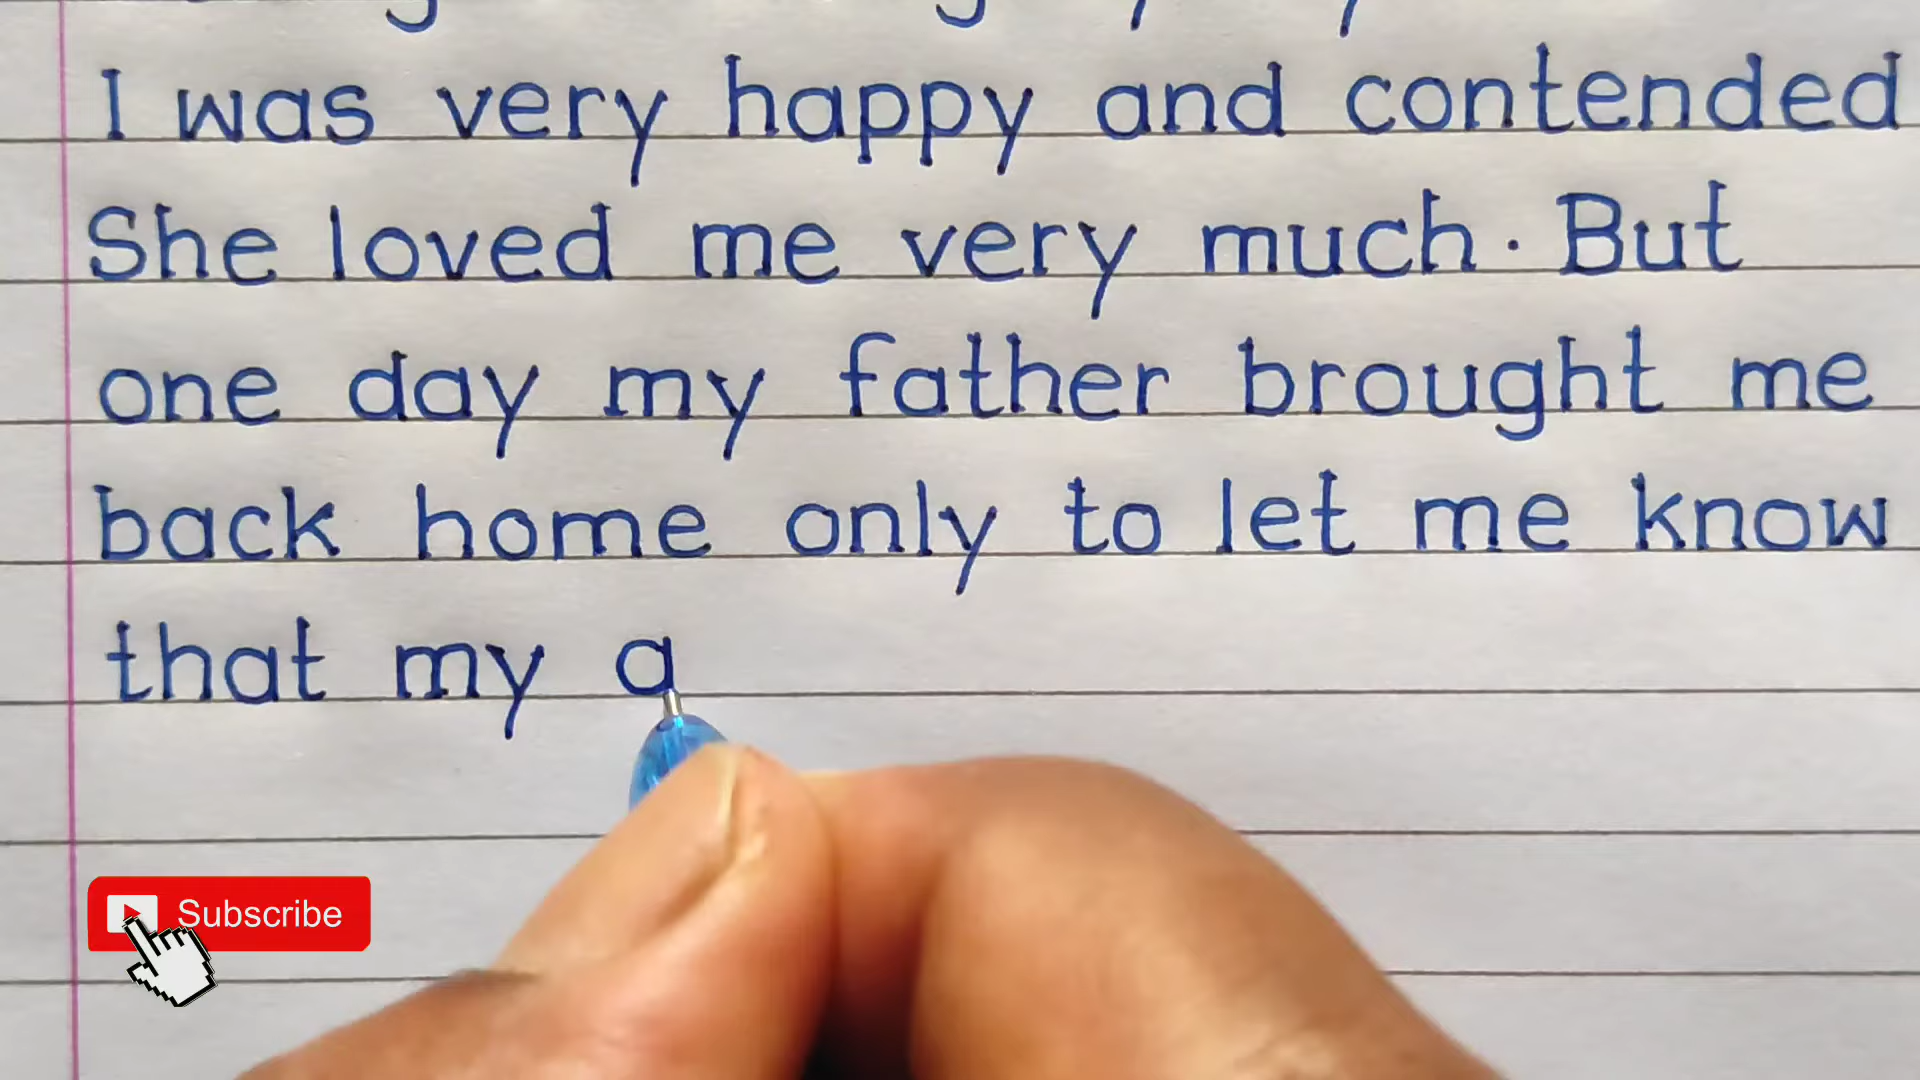 I was very happy and contended
She loved me very much. But
one day my father brought me
back home only to let me know
that my a
Subscribe